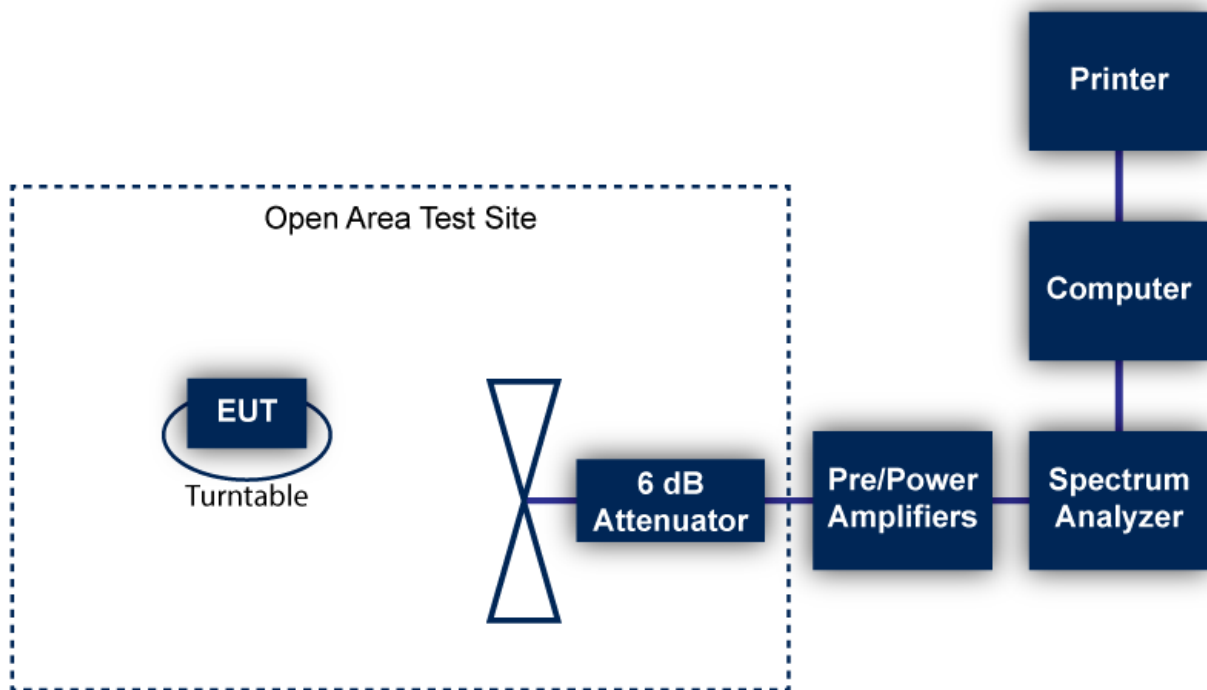 Printer
Open Area Test Site
Computer
EUT
Turntable
6 dB
Attenuator
Pre/Power
Amplifiers
Spectrum
Analyzer